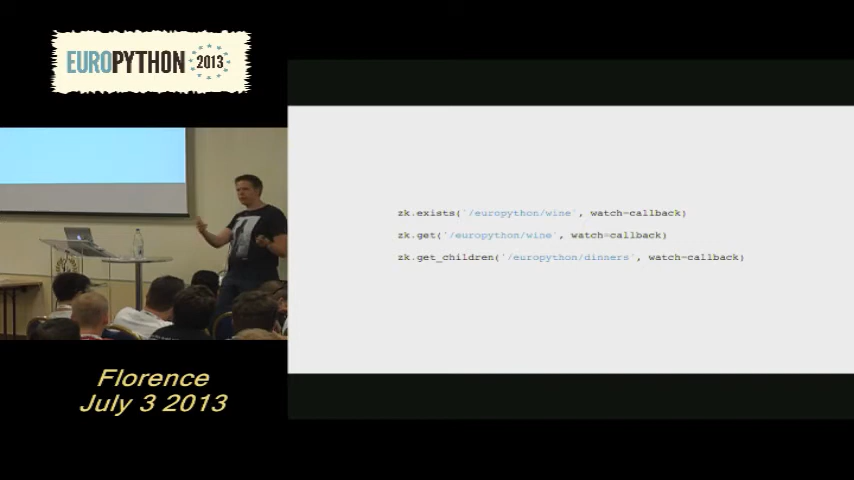 EUROPYTHON 2013
zk.exists('/europython/wine', watch=callback)
zk.get('/europython/wine', watch=callback)
zk.get_children('/europython/dinners', watch=callback)
Florence
July 3 2013